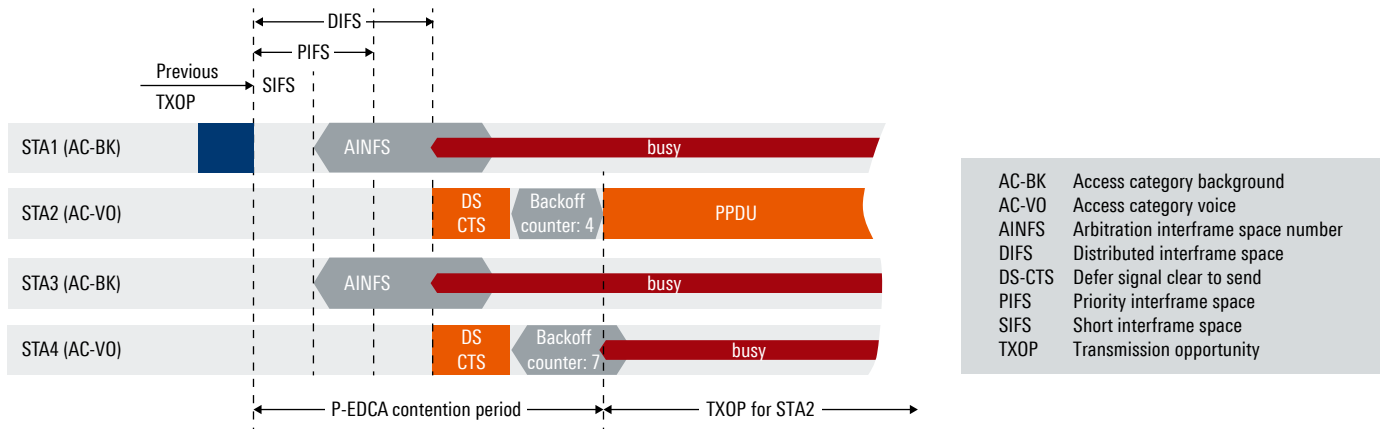 DIFS
PIFS
Previous
TXOP
SIFS
STA1 (AC-BK)
AINFS
busy
STA2 (AC-VO)
DS
CTS
Backoff
counter: 4
PPDU
STA3 (AC-BK)
AINFS
busy
STA4 (AC-VO)
DS
CTS
Backoff
counter: 7
busy
P-EDCA contention period
TXOP for STA2
AC-BK Access category background
AC-VO Access category voice
AINFS Arbitration interframe space number
DIFS Distributed interframe space
DS-CTS Defer signal clear to send
PIFS Priority interframe space
SIFS Short interframe space
TXOP Transmission opportunity